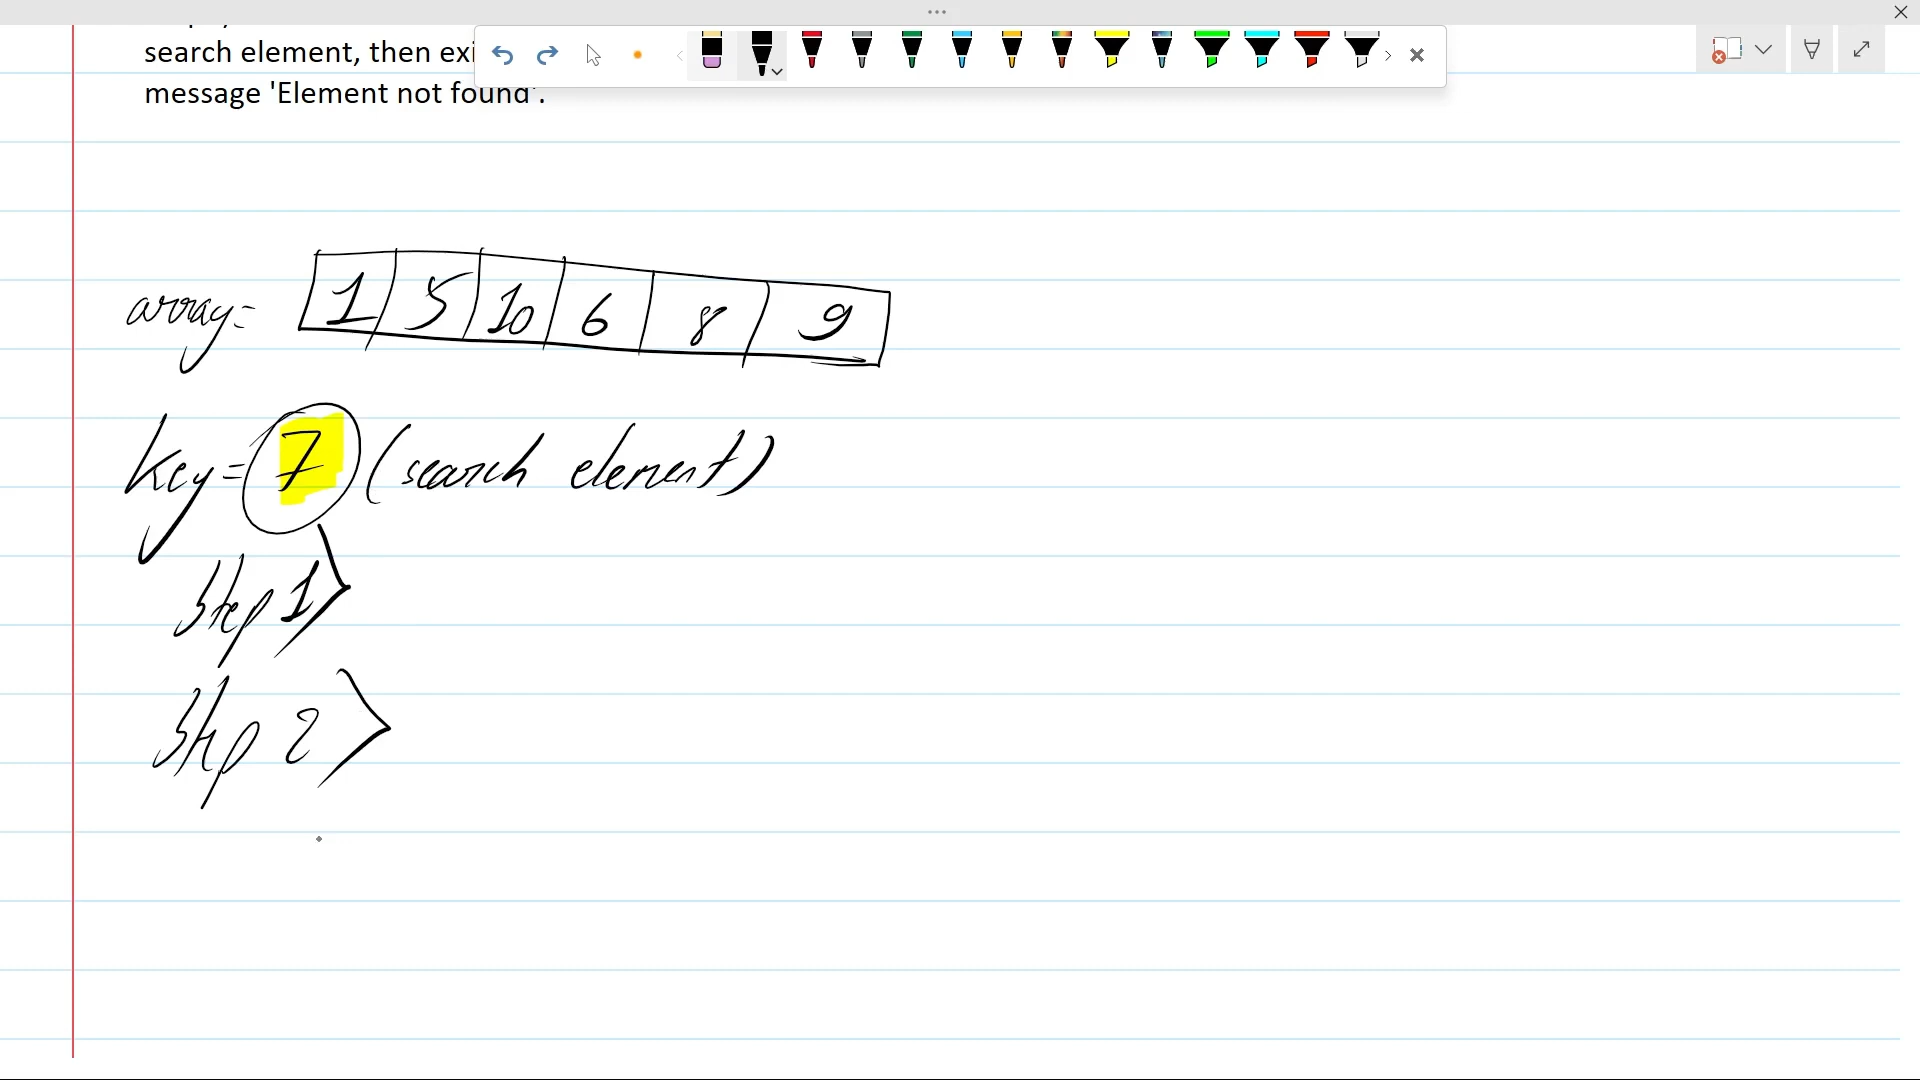 search element, then exi
message 'Element not found'.
array= 1 5 10 6 8 9
Key= 7 (search element)
Step 1
Step 2